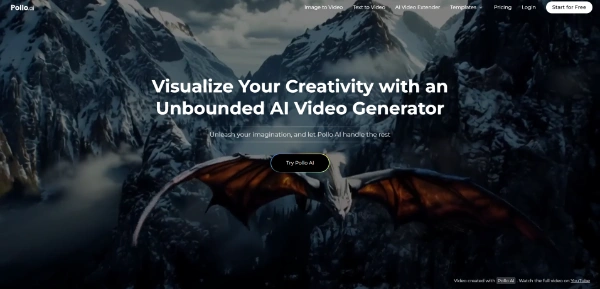 Pollo.ai
Image to Video Text to Video AI Video Extender Templates Pricing Login Start for Free
Visualize Your Creativity with an
Unbounded AI Video Generator
Unleash your imagination, and let Pollo AI handle the rest
Try Pollo AI
Video created with Pollo AI . Watch the full video on YouTube